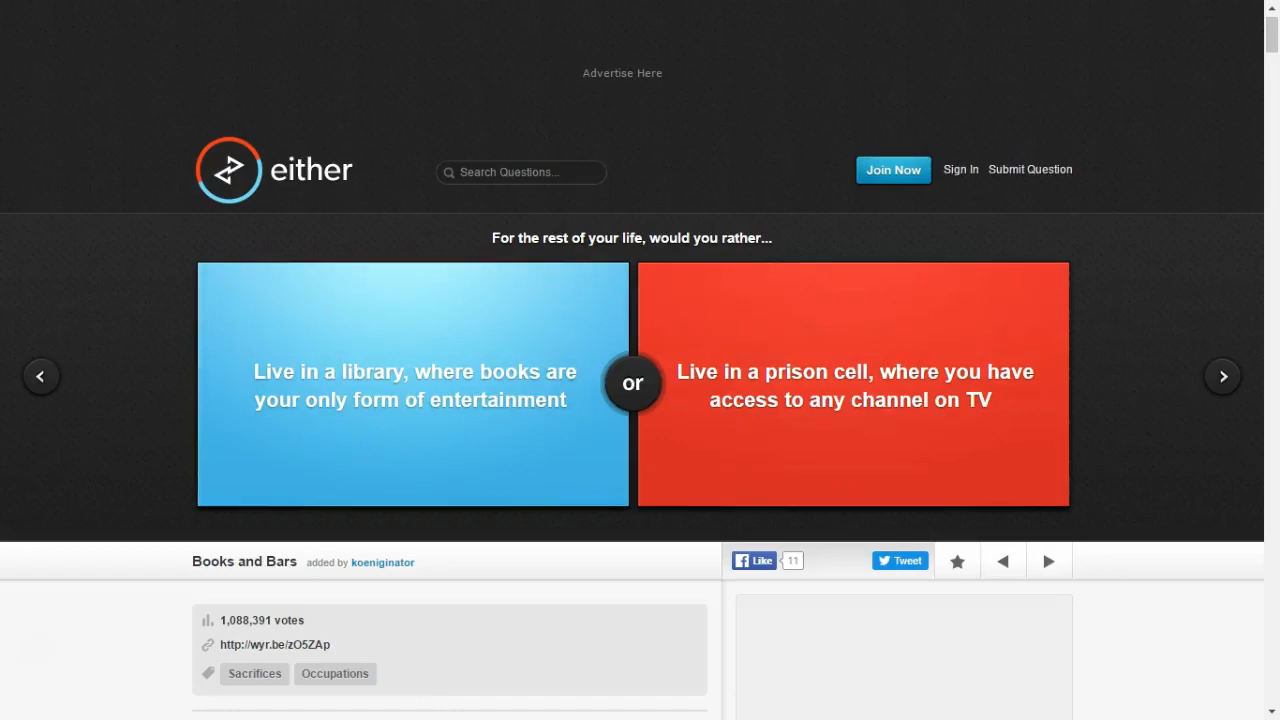 Advertise Here
either
Search Questions...
Join Now
Sign In
Submit Question
For the rest of your life, would you rather...
Live in a library, where books are
your only form of entertainment
or
Live in a prison cell, where you have
access to any channel on TV
Books and Bars added by koeniginator
Like
11
Tweet
1,088,391 votes
http://wyr.be/zO5ZAp
Sacrifices
Occupations